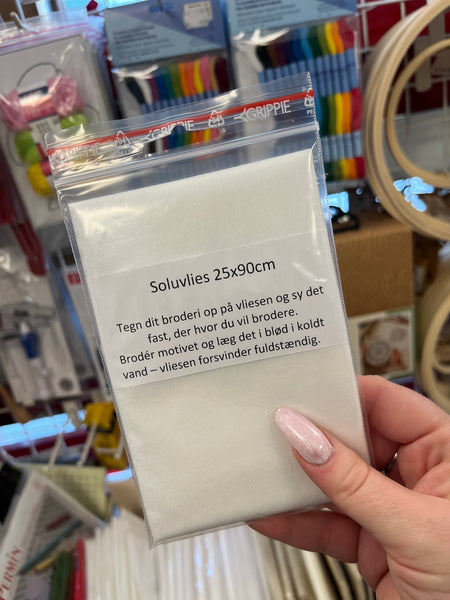 GRIPPIE
Soluvlies 25x90cm
Tegn dit broderi op på vliesen og sy det
fast, der hvor du vil brodere.
Brodér motivet og læg det i blød i koldt
vand – vliesen forsvinder fuldstændig.
PERMIN